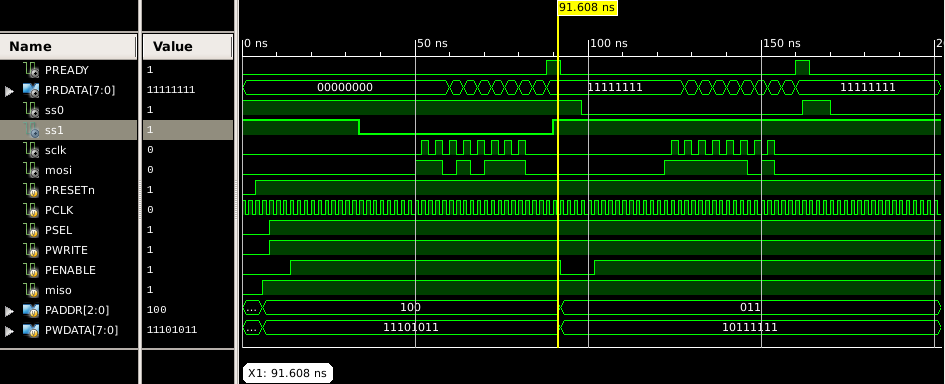 91.608 ns
Name Value 0 ns 50 ns 100 ns 150 ns 2
PREADY 1
PRDATA[7:0] 11111111 00000000 11111111 11111111
ss0 1
ss1 1
sclk 0
mosi 0
PRESETn 1
PCLK 0
PSEL 1
PWRITE 1
PENABLE 1
miso 1
PADDR[2:0] 100 ... 100 011
PWDATA[7:0] 11101011 ... 11101011 10111111
X1: 91.608 ns